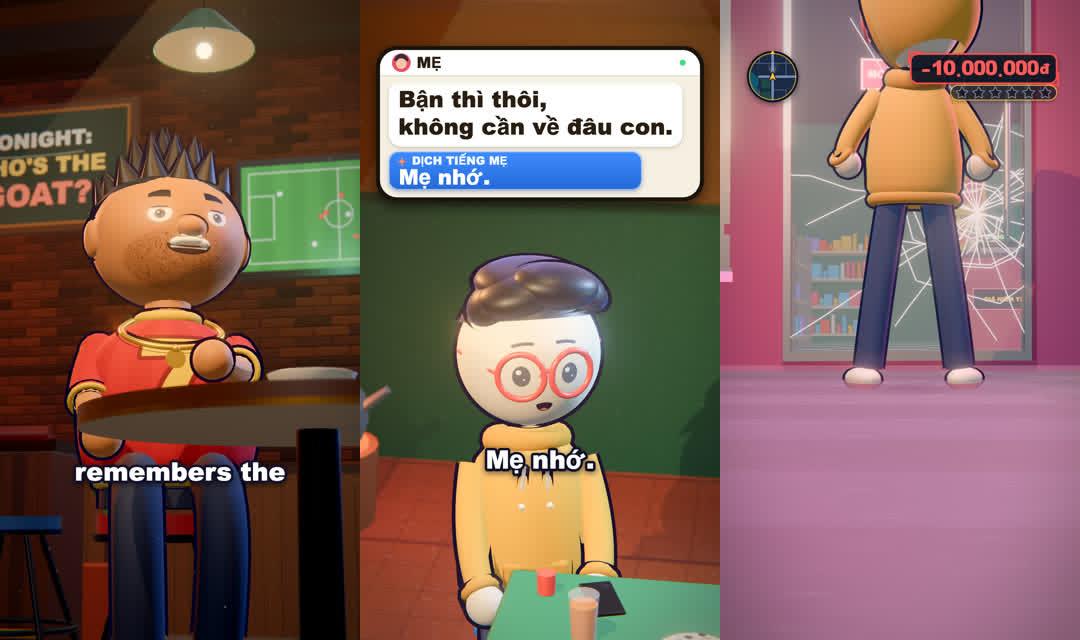 ONIGHT:
HO'S THE
GOAT?
remembers the
MẸ
Bận thì thôi,
không cần về đâu con.
DỊCH TIẾNG MẸ
Mẹ nhớ.
Mẹ nhớ.
-10.000.000đ